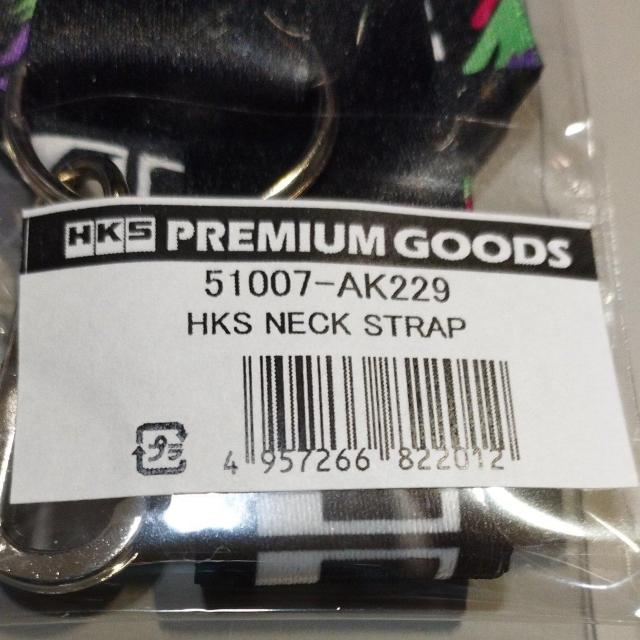 HKS PREMIUM GOODS
51007-AK229
HKS NECK STRAP
プラ
4 957266 822012